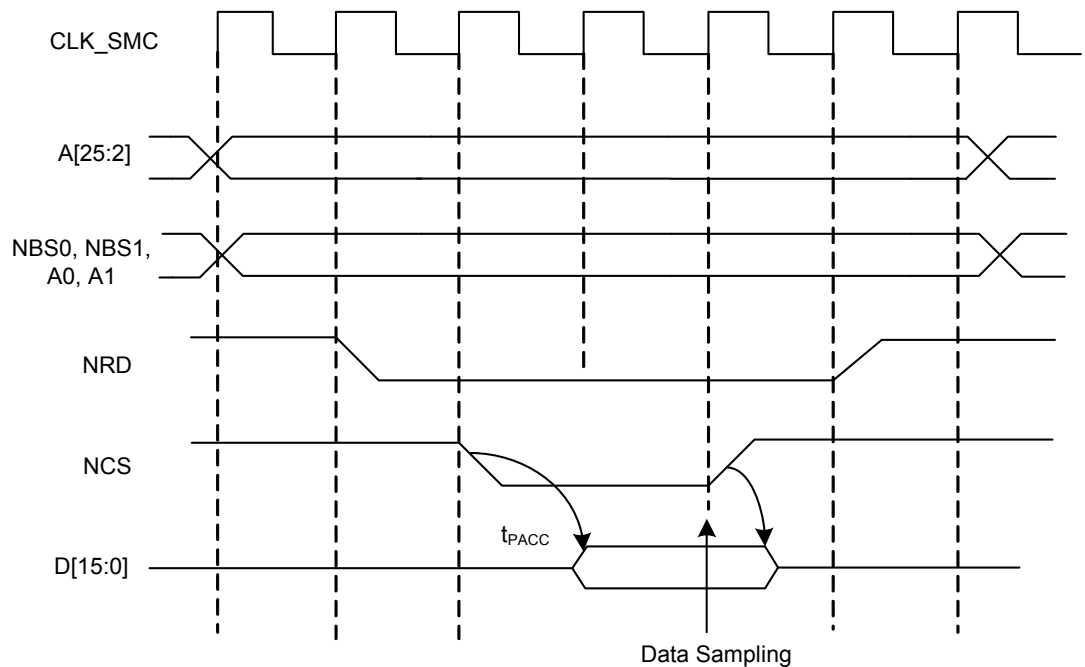 CLK_SMC
A[25:2]
NBS0, NBS1,
A0, A1
NRD
NCS
tPACC
D[15:0]
Data Sampling